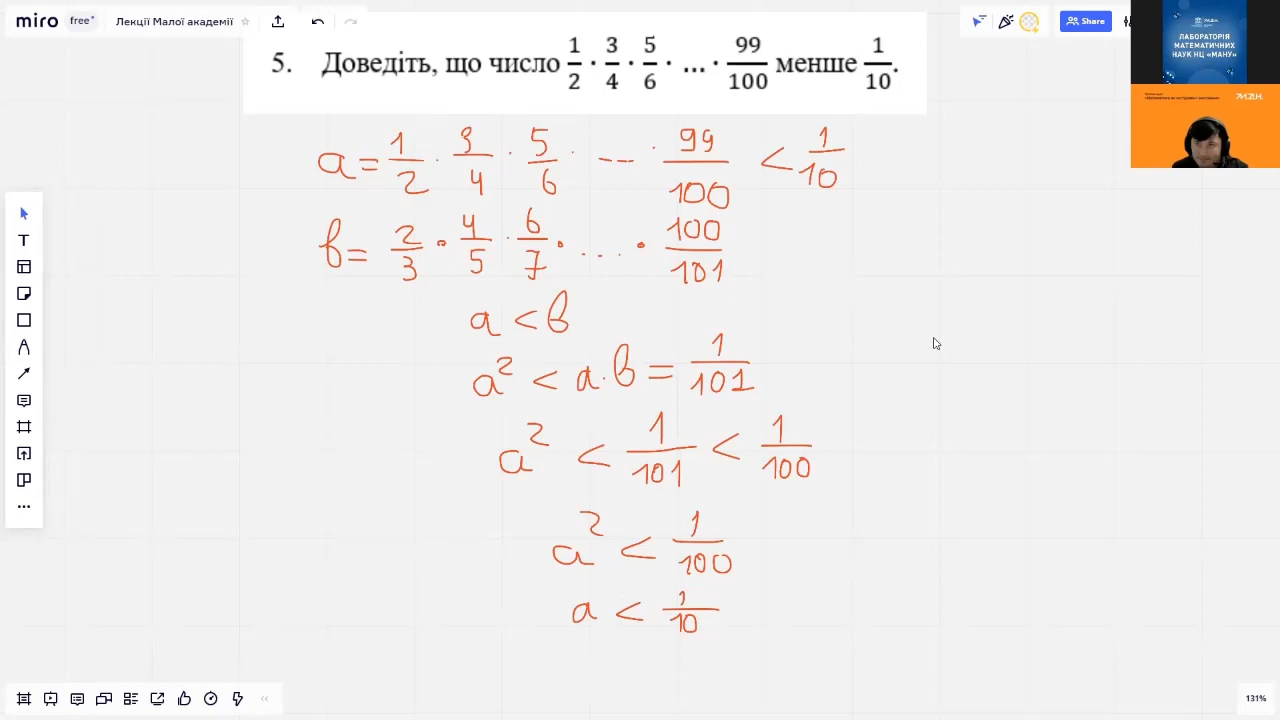 miro free Лекції Малої академії Share
ЛАБОРАТОРІЯ
МАТЕМАТИЧНИХ
НАУК НЦ «МАНУ»
5. Доведіть, що число 1/2 · 3/4 · 5/6 · ... · 99/100 менше 1/10.
a = 1/2 · 3/4 · 5/6 · --- · 99/100 < 1/10
b = 2/3 · 4/5 · 6/7 · ... · 100/101
a < b
a² < a · b = 1/101
a² < 1/101 < 1/100
a² < 1/100
a < 1/10
131%